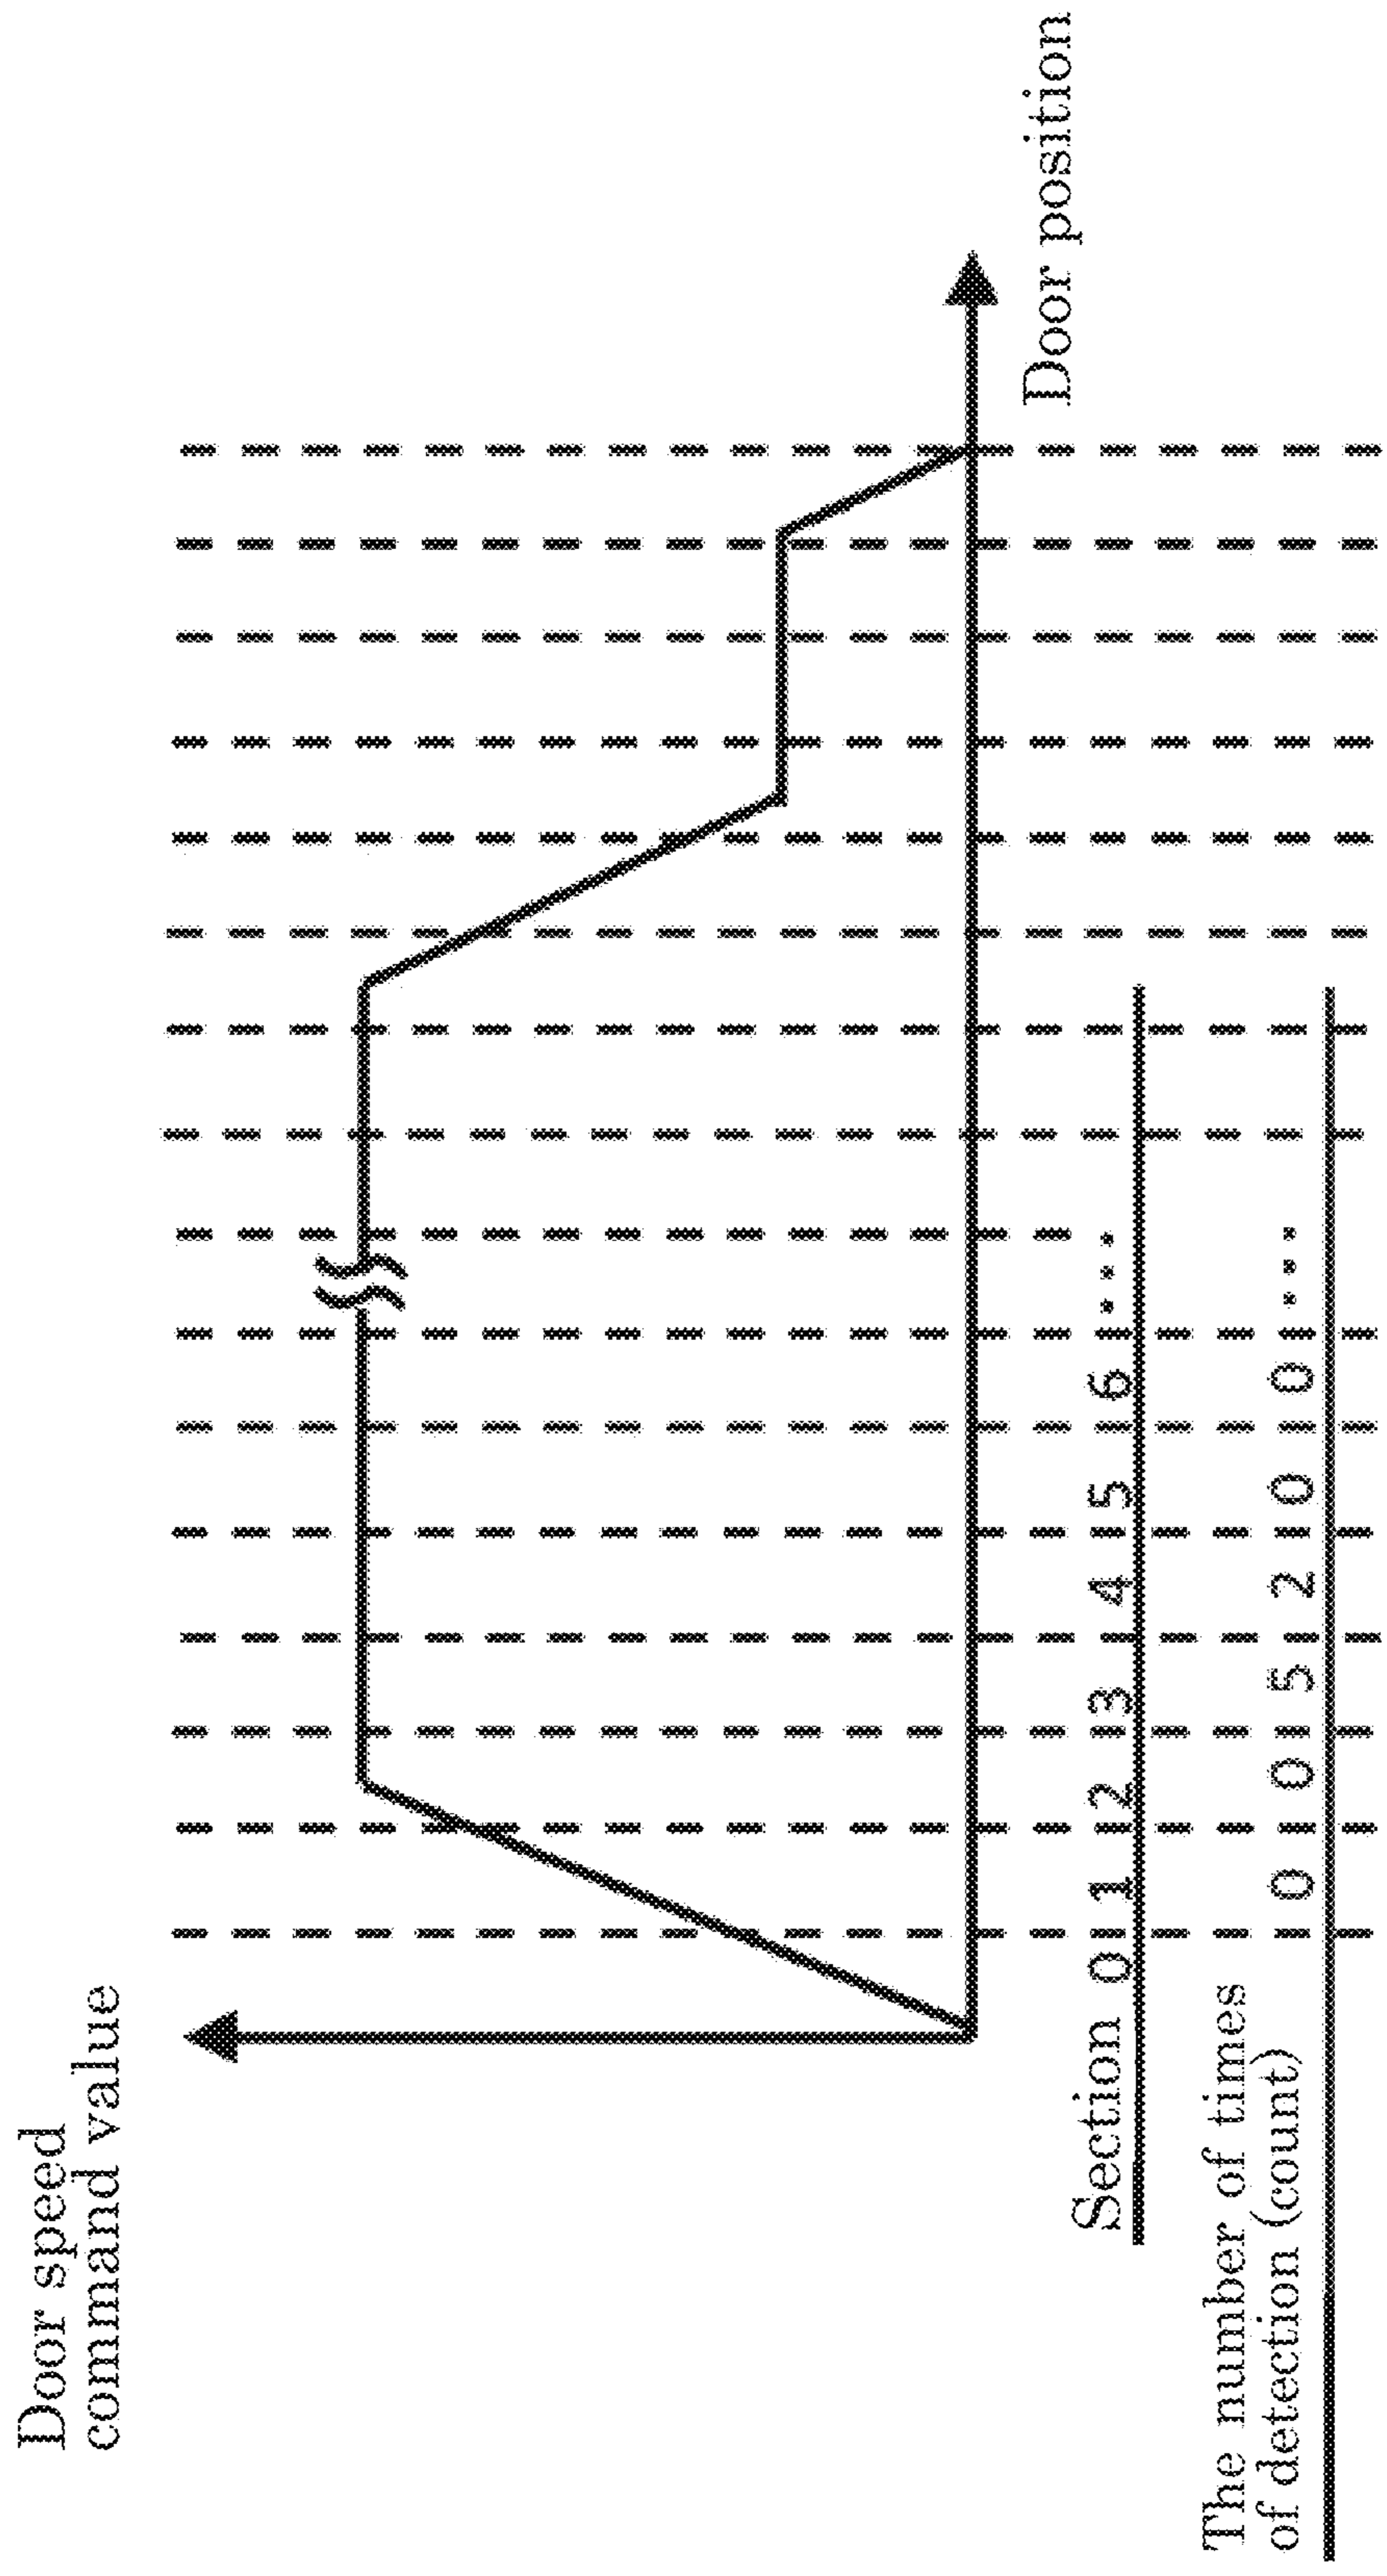 Door speed
command value
Door position
Section 0 1 2 3 4 5 6 ...
The number of times
of detection (count) 0 0 5 2 0 0 ...